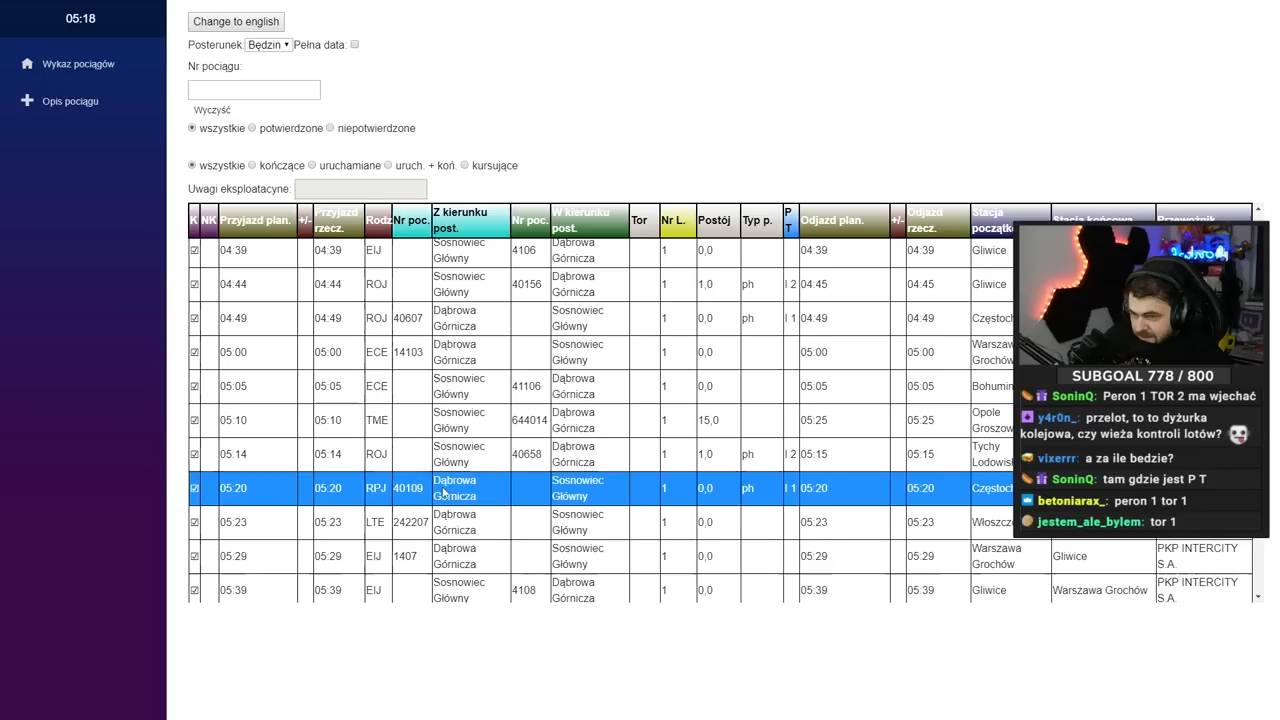 05:18
Wykaz pociągów
Opis pociągu
Change to english
Posterunek: Będzin Pełna data:
Nr pociągu:
Wyczyść
wszystkie potwierdzone niepotwierdzone
wszystkie kończące uruchamiane uruch. + koń. kursujące
Uwagi eksploatacyjne:
K NK Przyjazd plan. +/- Przyjazd rzecz. Rodz Nr poc. Z kierunku post. Nr poc. W kierunku post. Tor Nr L. Postój Typ p. P T Odjazd plan. +/- Odjazd rzecz. Stacja początko Stacja końcowa Przewoźnik
04:39 04:39 EIJ Sosnowiec Główny 4106 Dąbrowa Górnicza 1 0,0 04:39 04:39 Gliwice
04:44 04:44 ROJ Sosnowiec Główny 40156 Dąbrowa Górnicza 1 1,0 ph I 2 04:45 04:45 Gliwice
04:49 04:49 ROJ 40607 Dąbrowa Górnicza Sosnowiec Główny 1 0,0 ph I 1 04:49 04:49 Częstoch
05:00 05:00 ECE 14103 Dąbrowa Górnicza Sosnowiec Główny 1 0,0 05:00 05:00 Warszaw Grochów
05:05 05:05 ECE Sosnowiec Główny 41106 Dąbrowa Górnicza 1 0,0 05:05 05:05 Bohumin
05:10 05:10 TME Sosnowiec Główny 644014 Dąbrowa Górnicza 1 15,0 05:25 05:25 Opole Groszow
05:14 05:14 ROJ Sosnowiec Główny 40658 Dąbrowa Górnicza 1 1,0 ph I 2 05:15 05:15 Tychy Lodowisk
05:20 05:20 RPJ 40109 Dąbrowa Górnicza Sosnowiec Główny 1 0,0 ph I 1 05:20 05:20 Częstoch
05:23 05:23 LTE 242207 Dąbrowa Górnicza Sosnowiec Główny 1 0,0 05:23 05:23 Włoszcz
05:29 05:29 EIJ 1407 Dąbrowa Górnicza Sosnowiec Główny 1 0,0 05:29 05:29 Warszawa Grochów Gliwice PKP INTERCITY S.A.
05:39 05:39 EIJ Sosnowiec Główny 4108 Dąbrowa Górnicza 1 0,0 05:39 05:39 Gliwice Warszawa Grochów PKP INTERCITY S.A.
SUBGOAL 778 / 800
SoninQ: Peron 1 TOR 2 ma wjechać
y4r0n_: przelot, to to dyżurka
kolejowa, czy wieża kontroli lotów?
vixerrr: a za ile bedzie?
SoninQ: tam gdzie jest P T
betoniarax_: peron 1 tor 1
jestem_ale_bylem: tor 1